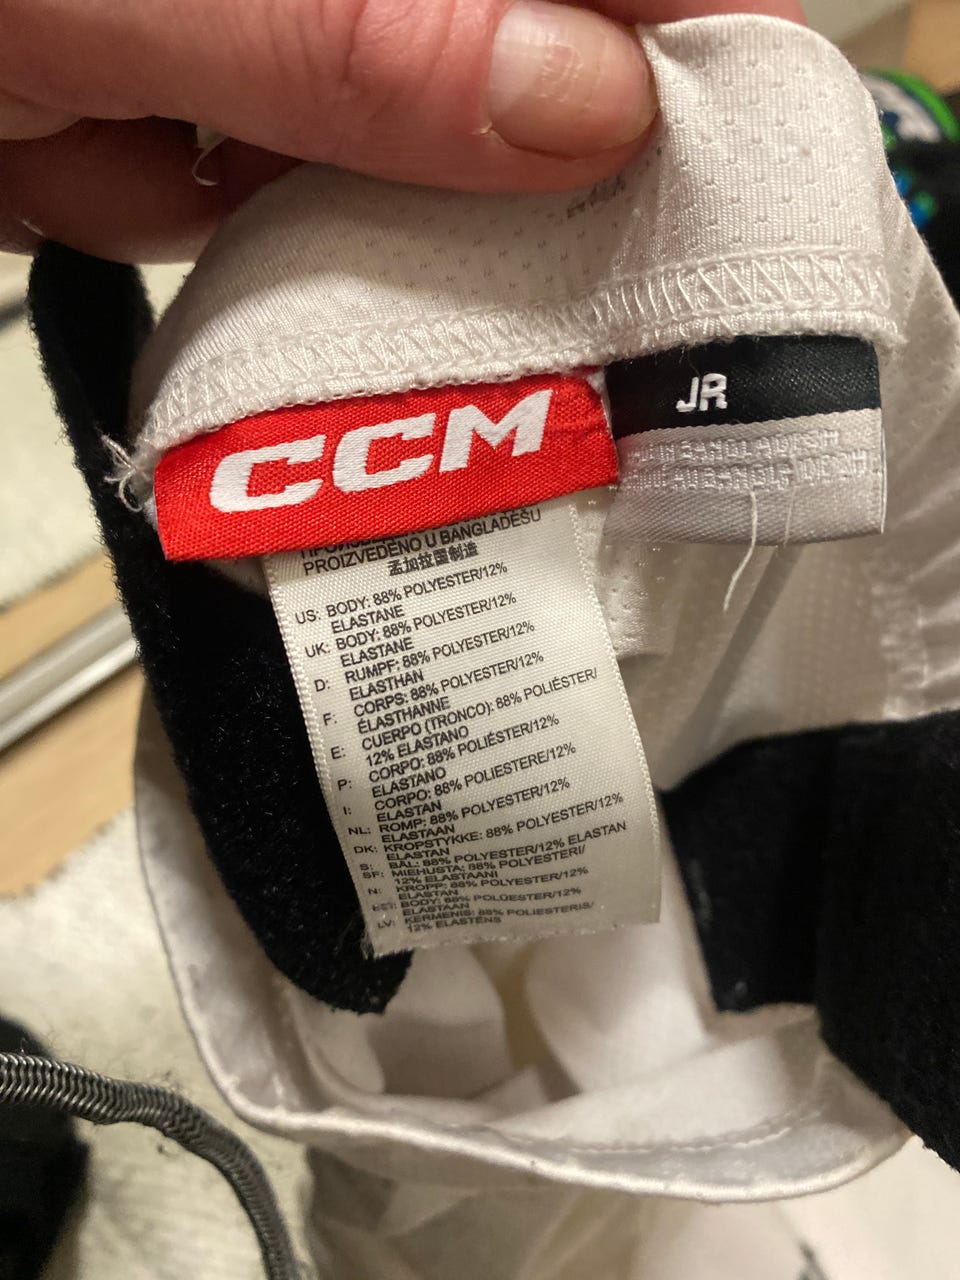 CCM
JR
PROIZVEDENO U BANGLADEŠU
孟加拉国制造
US: BODY: 88% POLYESTER/12%
ELASTANE
UK: BODY: 88% POLYESTER/12%
ELASTANE
D: RUMPF: 88% POLYESTER/12%
ELASTHAN
F: CORPS: 88% POLYESTER/12%
ÉLASTHANNE
E: CUERPO (TRONCO): 88% POLIÉSTER/
12% ELASTANO
P: CORPO: 88% POLIÉSTER/12%
ELASTANO
I: CORPO: 88% POLIESTERE/12%
ELASTAN
NL: ROMP: 88% POLYESTER/12%
ELASTAAN
DK: KROPSTYKKE: 88% POLYESTER/12%
ELASTAN
S: BÅL: 88% POLYESTER/12% ELASTAN
SF: MIEHUSTA: 88% POLYESTERI/
12% ELASTAANI
N: KROPP: 88% POLYESTER/12%
ELASTAN
EST: BODY: 88% POLÜESTER/12%
ELASTAAN
LV: KERMENIS: 88% POLIESTERIS/
12% ELASTĒNS